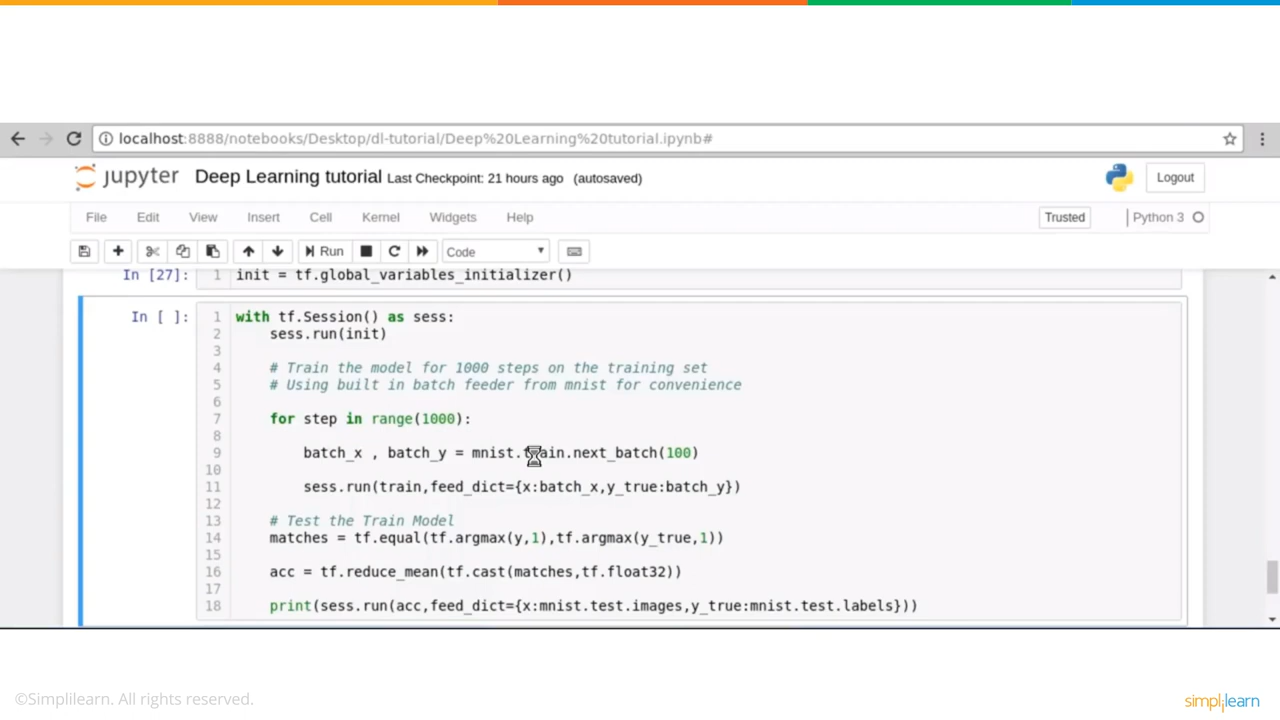 localhost:8888/notebooks/Desktop/dl-tutorial/Deep%20Learning%20tutorial.ipynb#
jupyter Deep Learning tutorial Last Checkpoint: 21 hours ago (autosaved) Logout
File Edit View Insert Cell Kernel Widgets Help Trusted Python 3
Run Code
In [27]: 1 init = tf.global_variables_initializer()
In [ ]: 1 with tf.Session() as sess:
2 sess.run(init)
3
4 # Train the model for 1000 steps on the training set
5 # Using built in batch feeder from mnist for convenience
6
7 for step in range(1000):
8
9 batch_x , batch_y = mnist.train.next_batch(100)
10
11 sess.run(train,feed_dict={x:batch_x,y_true:batch_y})
12
13 # Test the Train Model
14 matches = tf.equal(tf.argmax(y,1),tf.argmax(y_true,1))
15
16 acc = tf.reduce_mean(tf.cast(matches,tf.float32))
17
18 print(sess.run(acc,feed_dict={x:mnist.test.images,y_true:mnist.test.labels}))
©Simplilearn. All rights reserved. simplilearn